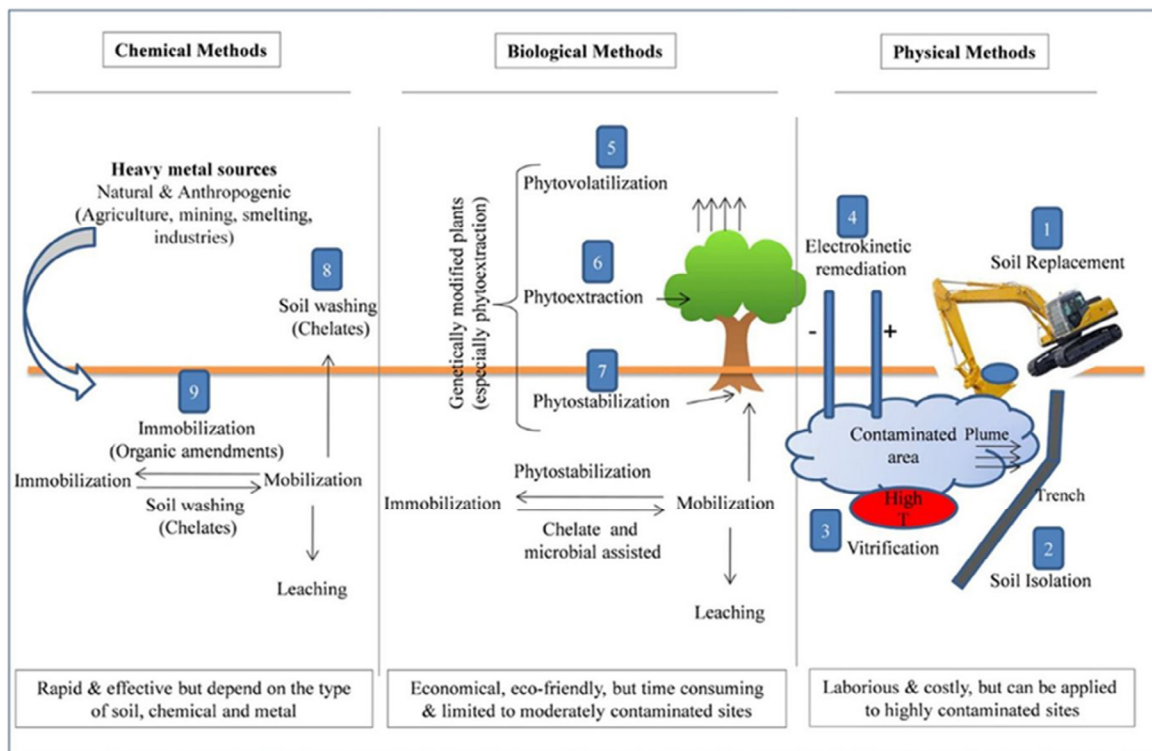 Chemical Methods
Heavy metal sources
Natural & Anthropogenic
(Agriculture, mining, smelting,
industries)
8
Soil washing
(Chelates)
9
Immobilization
(Organic amendments)
Immobilization
Mobilization
Soil washing
(Chelates)
Leaching
Rapid & effective but depend on the type
of soil, chemical and metal
Biological Methods
Genetically modified plants
(especially phytoextraction)
5
Phytovolatilization
6
Phytoextraction
7
Phytostabilization
Phytostabilization
Immobilization
Mobilization
Chelate and
microbial assisted
Leaching
Economical, eco-friendly, but time consuming
& limited to moderately contaminated sites
Physical Methods
4
Electrokinetic
remediation
-
+
1
Soil Replacement
Contaminated
area
Plume
High
T
3
Vitrification
Trench
2
Soil Isolation
Laborious & costly, but can be applied
to highly contaminated sites